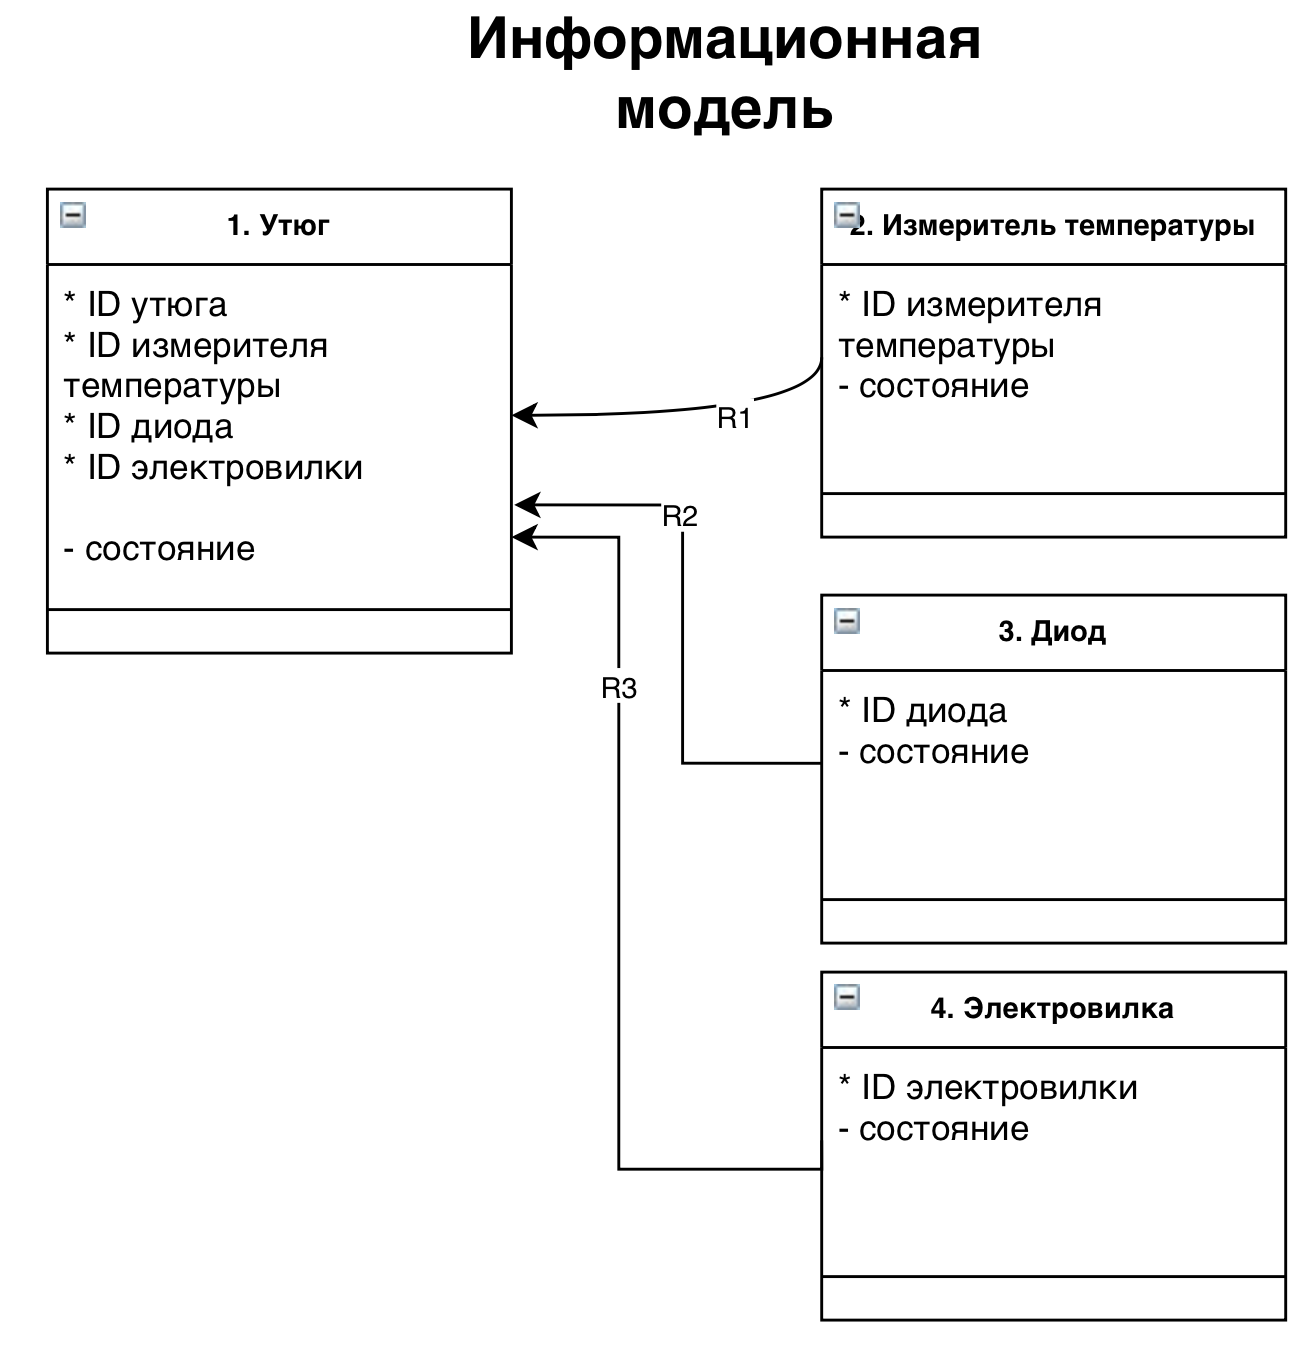 Информационная
модель
1. Утюг
* ID утюга
* ID измерителя
температуры
* ID диода
* ID электровилки
- состояние
R1
R2
R3
2. Измеритель температуры
* ID измерителя
температуры
- состояние
3. Диод
* ID диода
- состояние
4. Электровилка
* ID электровилки
- состояние